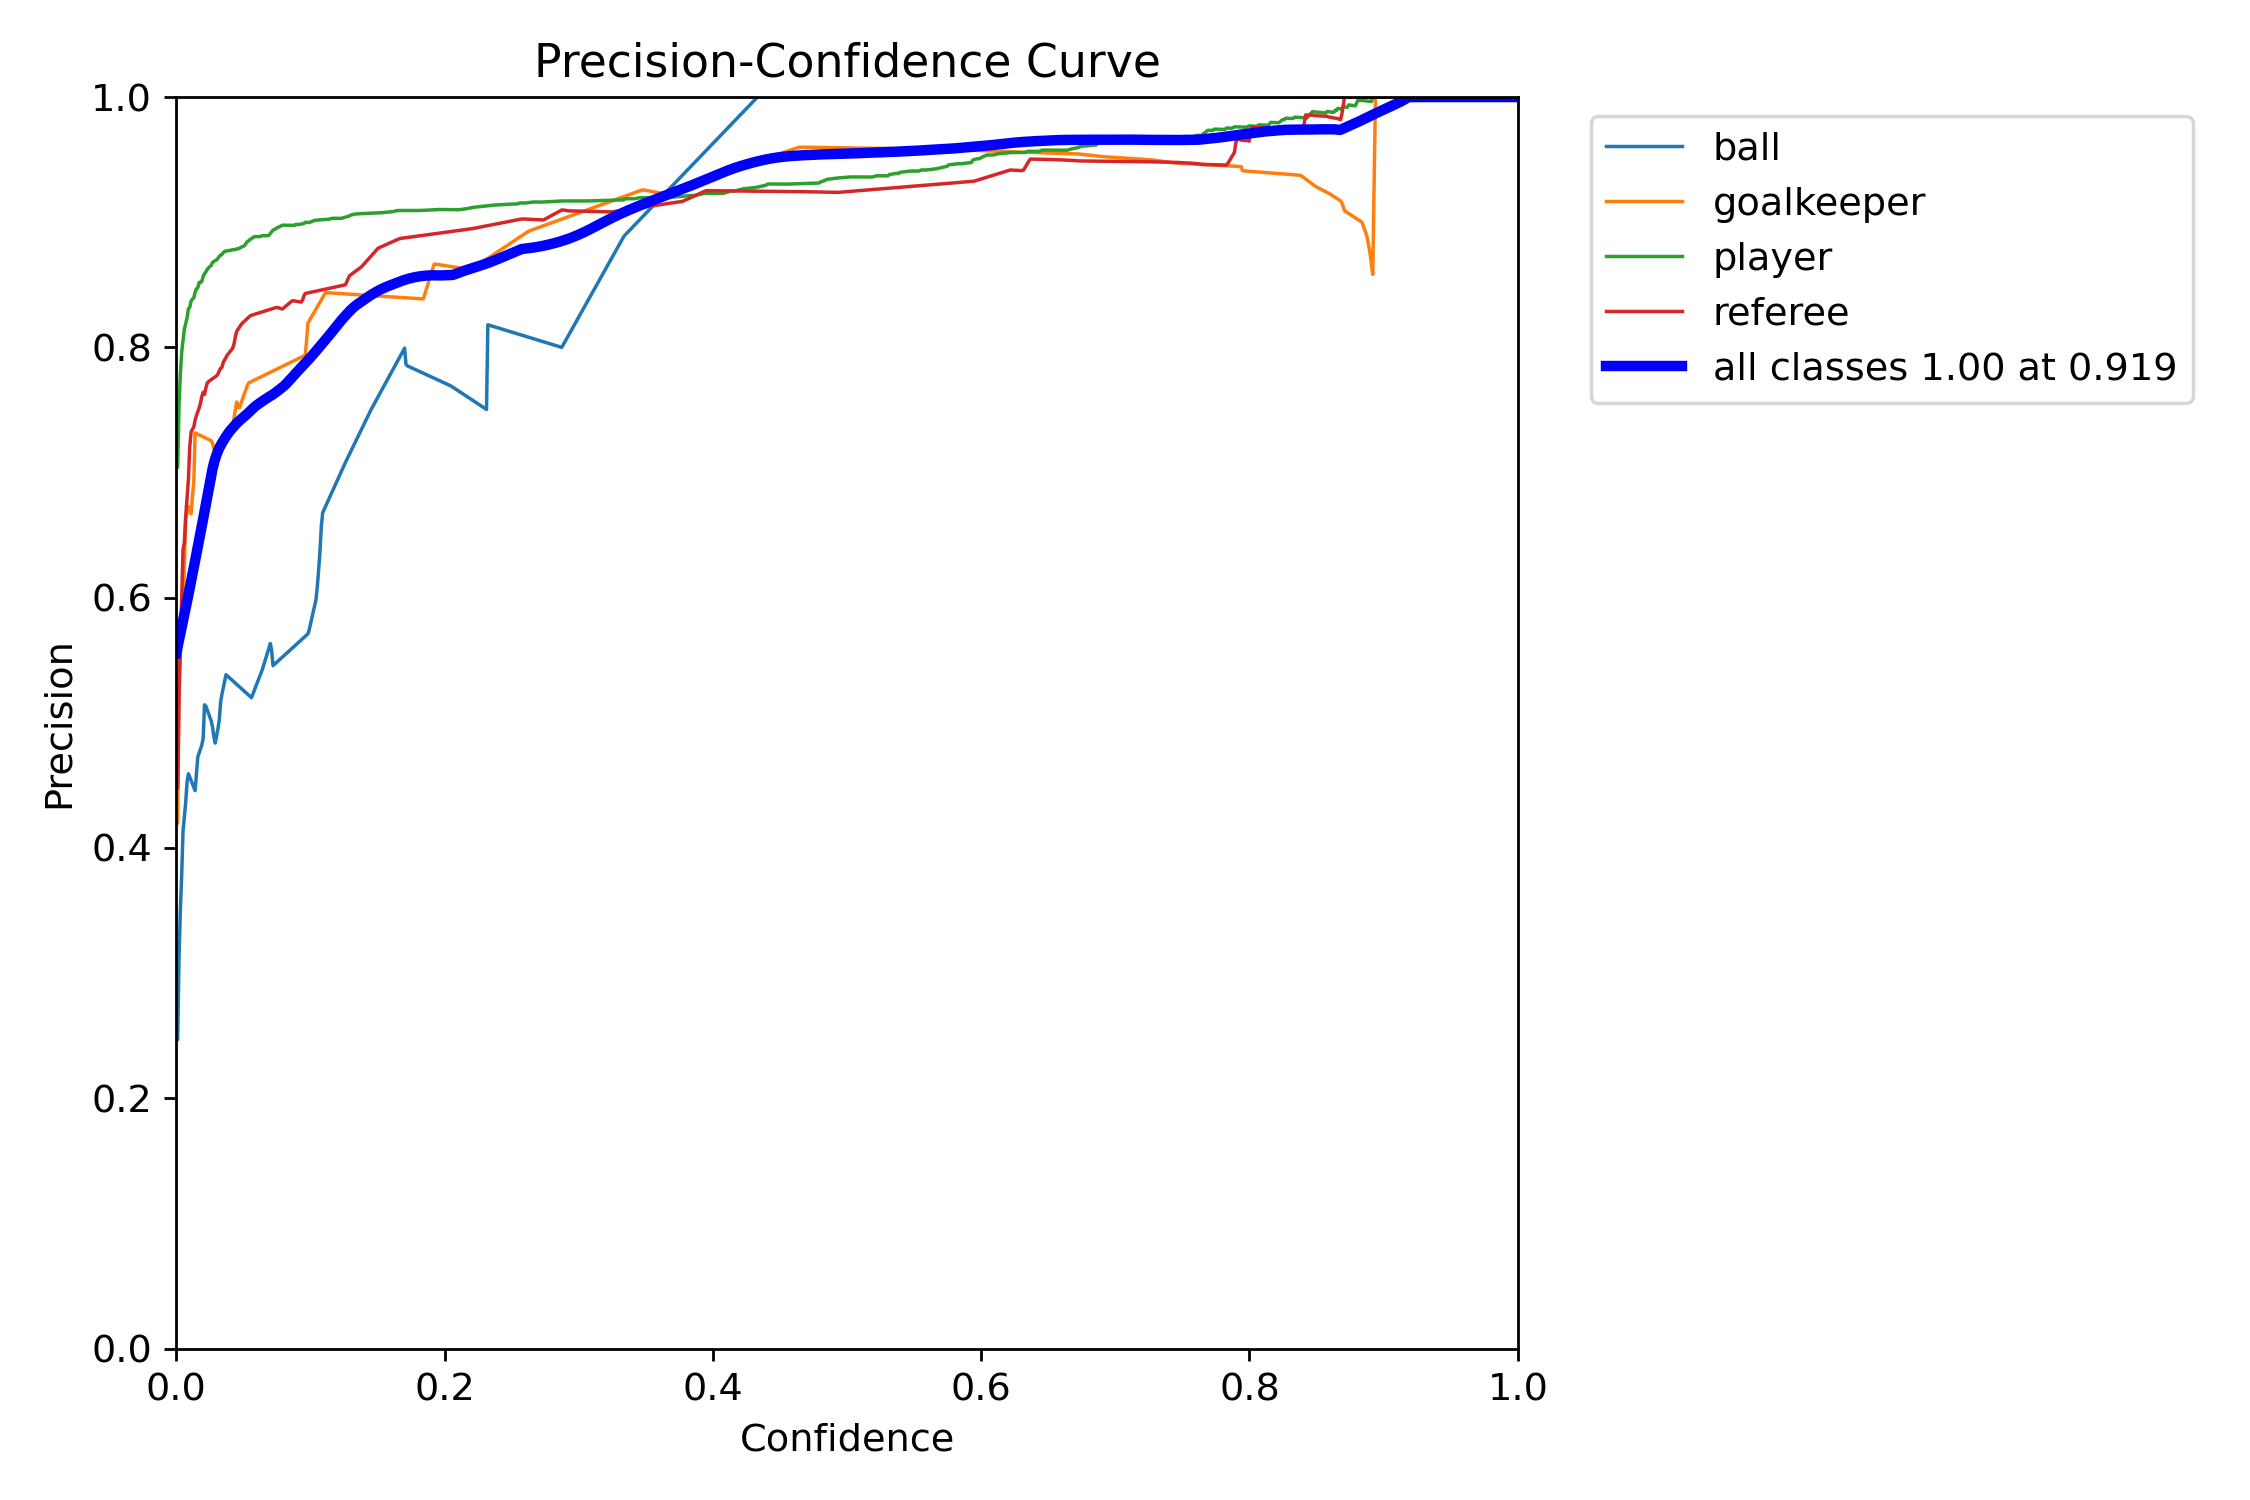 Precision-Confidence Curve
1.0
0.8
0.6
0.4
0.2
0.0
Precision
0.0 0.2 0.4 0.6 0.8 1.0
Confidence
ball
goalkeeper
player
referee
all classes 1.00 at 0.919